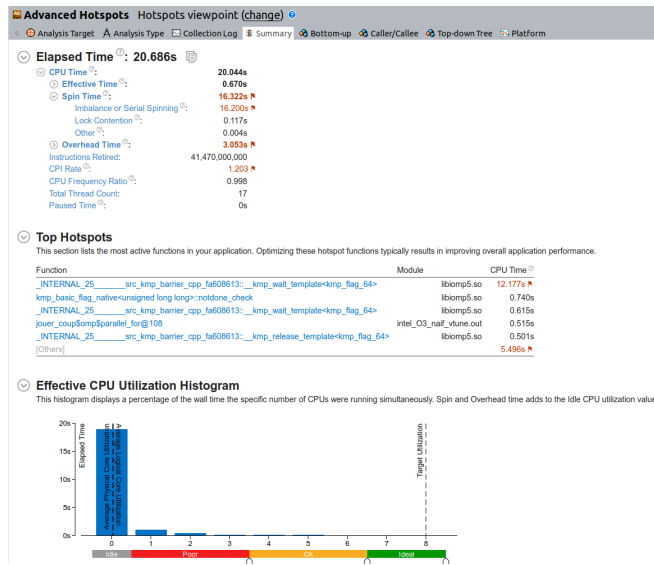 Advanced Hotspots Hotspots viewpoint (change) ?
Analysis Target Analysis Type Collection Log Summary Bottom-up Caller/Callee Top-down Tree Platform
Elapsed Time ?: 20.686s
CPU Time ?: 20.044s
Effective Time ?: 0.670s
Spin Time ?: 16.322s
Imbalance or Serial Spinning ?: 16.200s
Lock Contention ?: 0.117s
Other ?: 0.004s
Overhead Time ?: 3.053s
Instructions Retired: 41,470,000,000
CPI Rate ?: 1.203
CPU Frequency Ratio ?: 0.998
Total Thread Count: 17
Paused Time ?: 0s
Top Hotspots
This section lists the most active functions in your application. Optimizing these hotspot functions typically results in improving overall application performance.
Function Module CPU Time ?
_INTERNAL_25_______src_kmp_barrier_cpp_fa608613::__kmp_wait_template<kmp_flag_64> libiomp5.so 12.177s
kmp_basic_flag_native<unsigned long long>::notdone_check libiomp5.so 0.740s
_INTERNAL_25_______src_kmp_barrier_cpp_fa608613::__kmp_wait_template<kmp_flag_64> libiomp5.so 0.615s
jouer_coup$omp$parallel_for@108 intel_O3_naif_vtune.out 0.515s
_INTERNAL_25_______src_kmp_barrier_cpp_fa608613::__kmp_release_template<kmp_flag_64> libiomp5.so 0.501s
[Others] 5.496s
Effective CPU Utilization Histogram
This histogram displays a percentage of the wall time the specific number of CPUs were running simultaneously. Spin and Overhead time adds to the Idle CPU utilization value
20s
15s
10s
5s
0s
Elapsed Time
Average Physical Core Utilization
Average Logical Core Utilization
Target Utilization
0 1 2 3 4 5 6 7 8
Idle Poor Ok Ideal